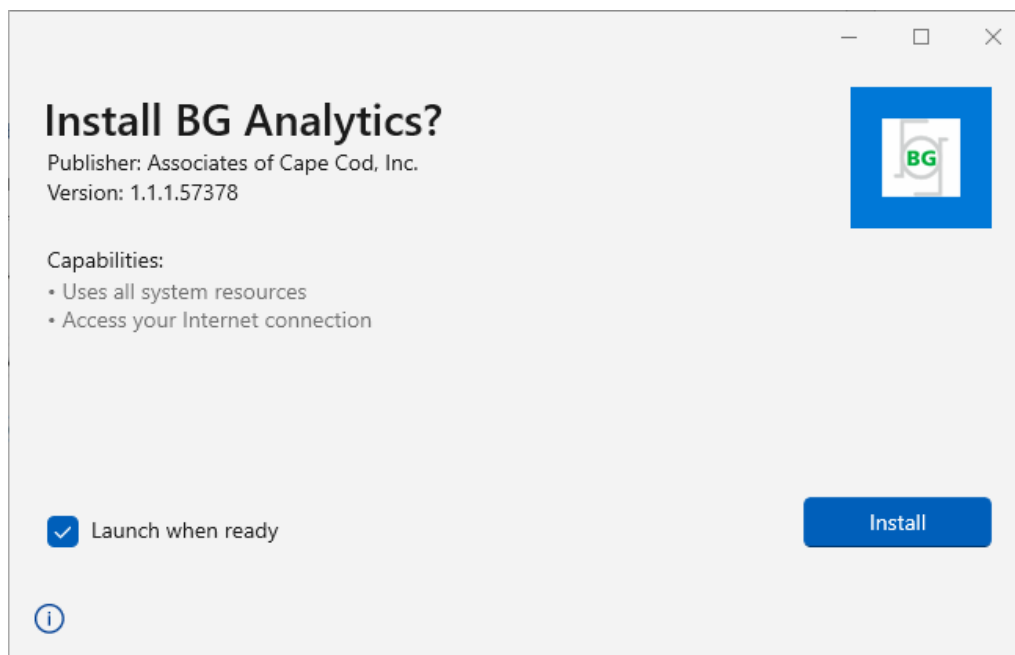 Install BG Analytics?
Publisher: Associates of Cape Cod, Inc.
Version: 1.1.1.57378
BG
Capabilities:
• Uses all system resources
• Access your Internet connection
Launch when ready
Install